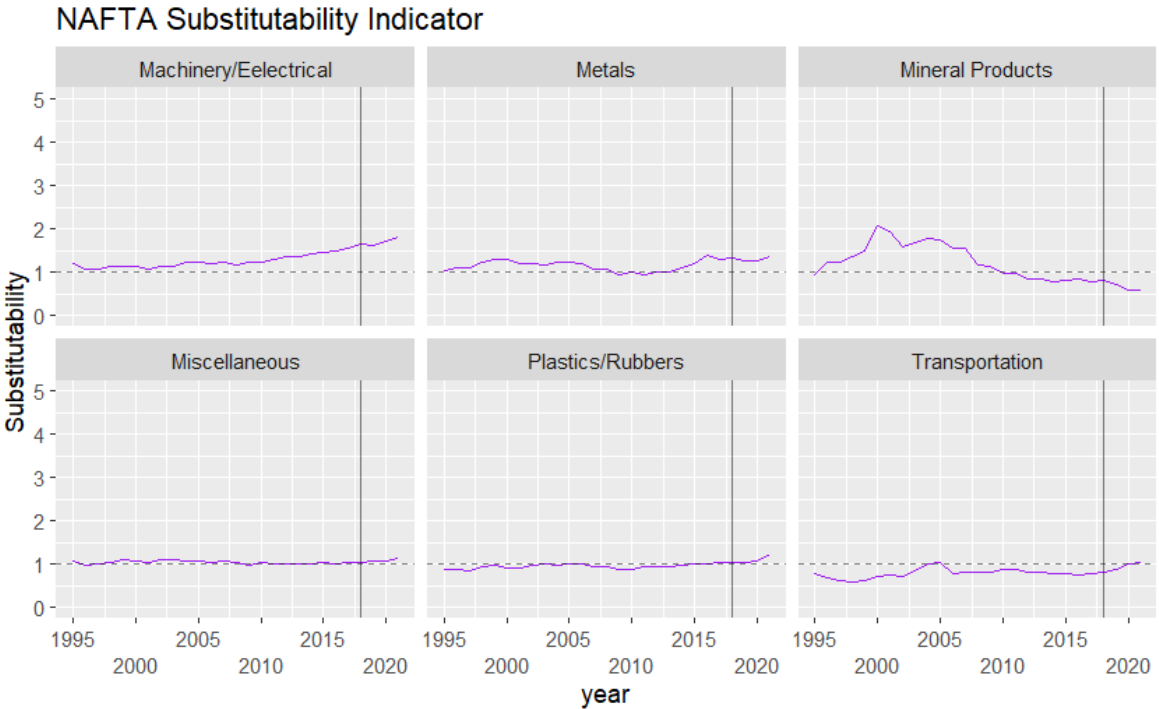 NAFTA Substitutability Indicator
Machinery/Eelectrical
Metals
Mineral Products
5
4
3
2
1
0
Miscellaneous
Plastics/Rubbers
Transportation
5
4
3
2
1
0
Substitutability
1995 2005 2015 1995 2005 2015 1995 2005 2015
2000 2010 2020 2000 2010 2020 2000 2010 2020
year